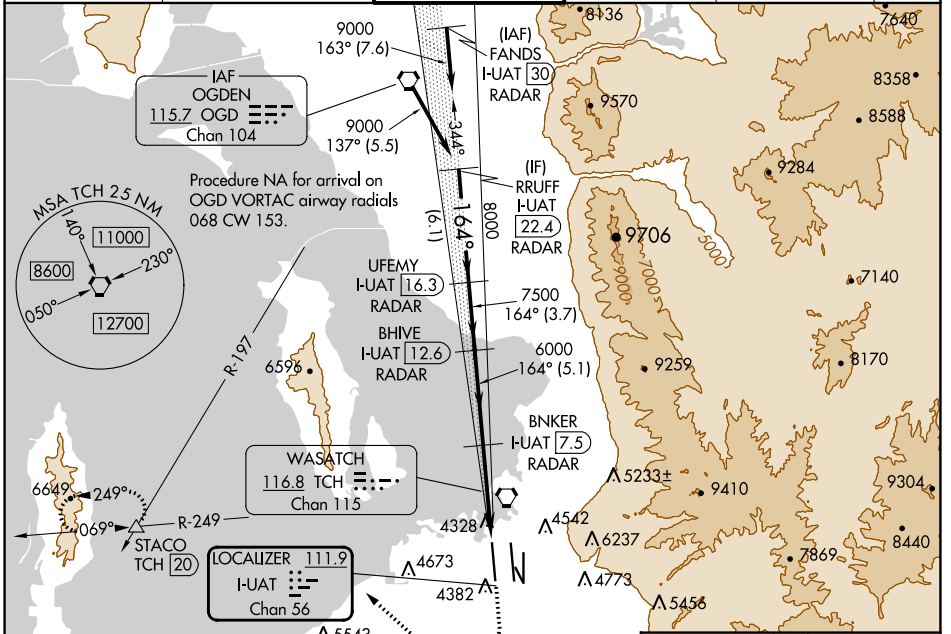 8136
7640
9000
163° (7.6)
(IAF)
FANDS
I-UAT 30
RADAR
8358
8588
9570
IAF
OGDEN
115.7 OGD
Chan 104
9000
137° (5.5)
344°
9284
Procedure NA for arrival on
OGD VORTAC airway radials
068 CW 153.
(IF)
RRUFF
I-UAT
22.4
RADAR
MSA TCH 25 NM
140°
11000
8600
230°
050°
12700
(6.1)
164°
8000
9706
5000
7000
9000
7140
UFEMY
I-UAT 16.3
RADAR
7500
164° (3.7)
BHIVE
I-UAT 12.6
RADAR
6000
164° (5.1)
R-197
6596
9259
8170
BNKER
I-UAT 7.5
RADAR
WASATCH
116.8 TCH
Chan 115
5233±
9410
9304
6649
249°
069°
R-249
STACO
TCH 20
4328
4542
6237
8440
7869
LOCALIZER 111.9
I-UAT
Chan 56
4673
4382
4773
5456
5543